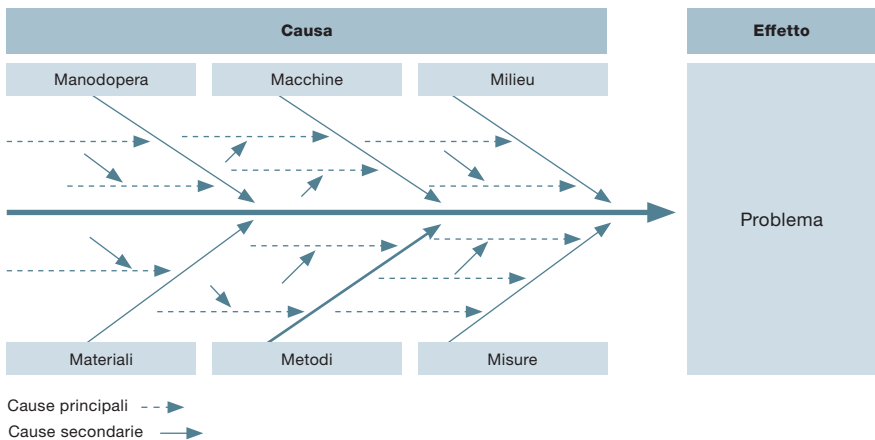 Causa
Effetto
Manodopera
Macchine
Milieu
Problema
Materiali
Metodi
Misure
Cause principali
Cause secondarie